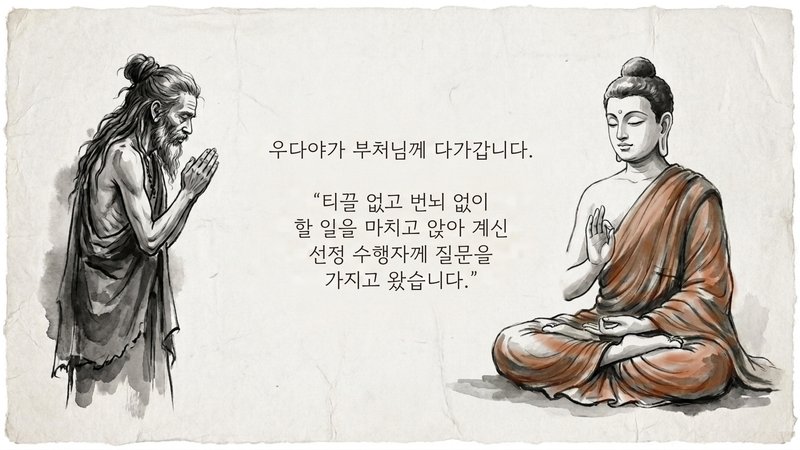 우다야가 부처님께 다가갑니다.
“티끌 없고 번뇌 없이
할 일을 마치고 앉아 계신
선정 수행자께 질문을
가지고 왔습니다.”